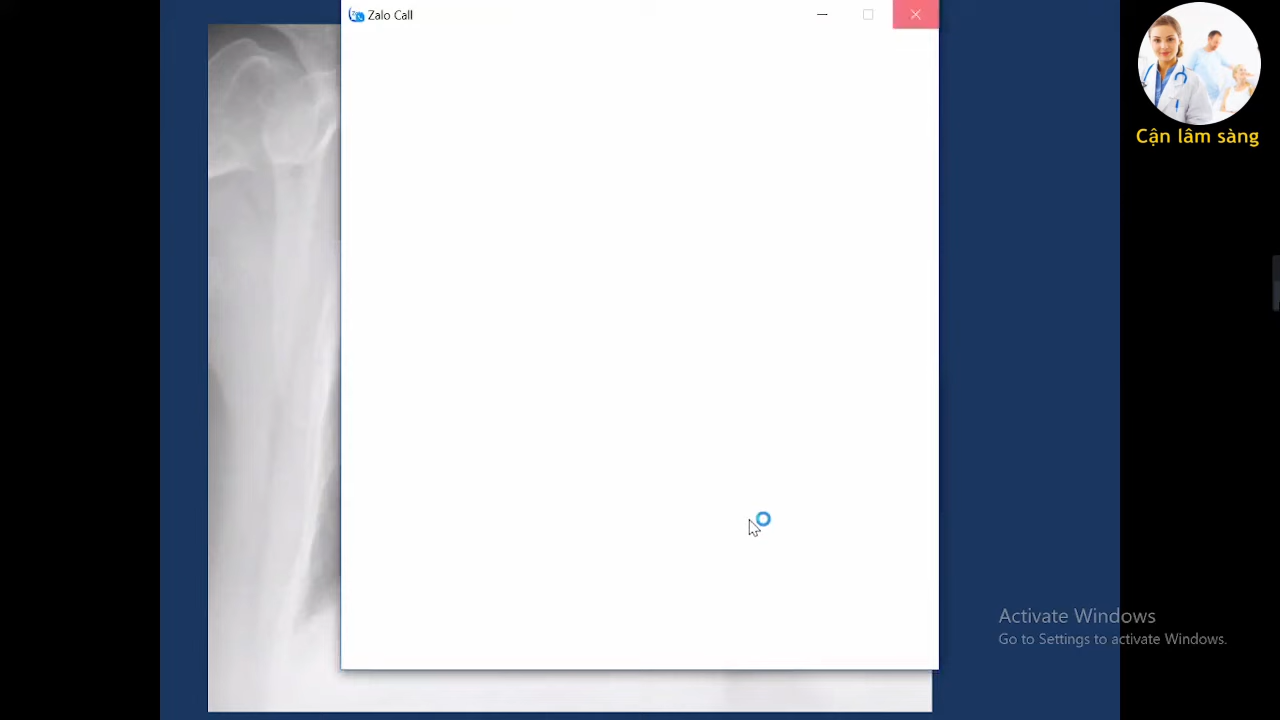 Zalo Call
Cận lâm sàng
Activate Windows
Go to Settings to activate Windows.